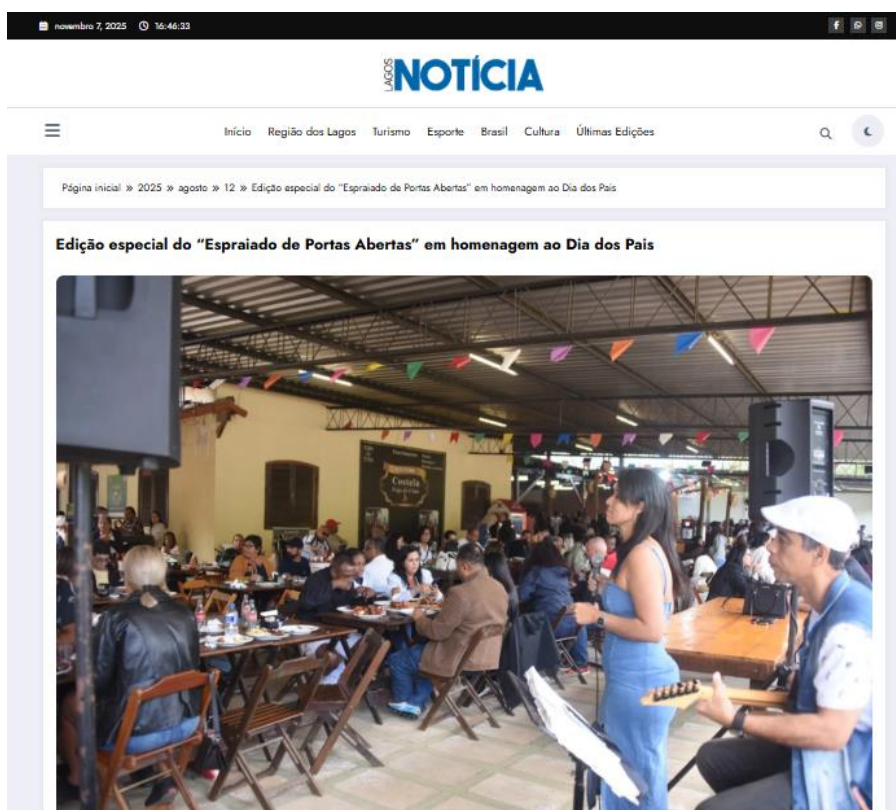 novembro 7, 2025 16:46:33
LAGOS NOTÍCIA
Início Região dos Lagos Turismo Esporte Brasil Cultura Últimas Edições
Página inicial » 2025 » agosto » 12 » Edição especial do “Espraiado de Portas Abertas” em homenagem ao Dia dos Pais
Edição especial do “Espraiado de Portas Abertas” em homenagem ao Dia dos Pais
Costela